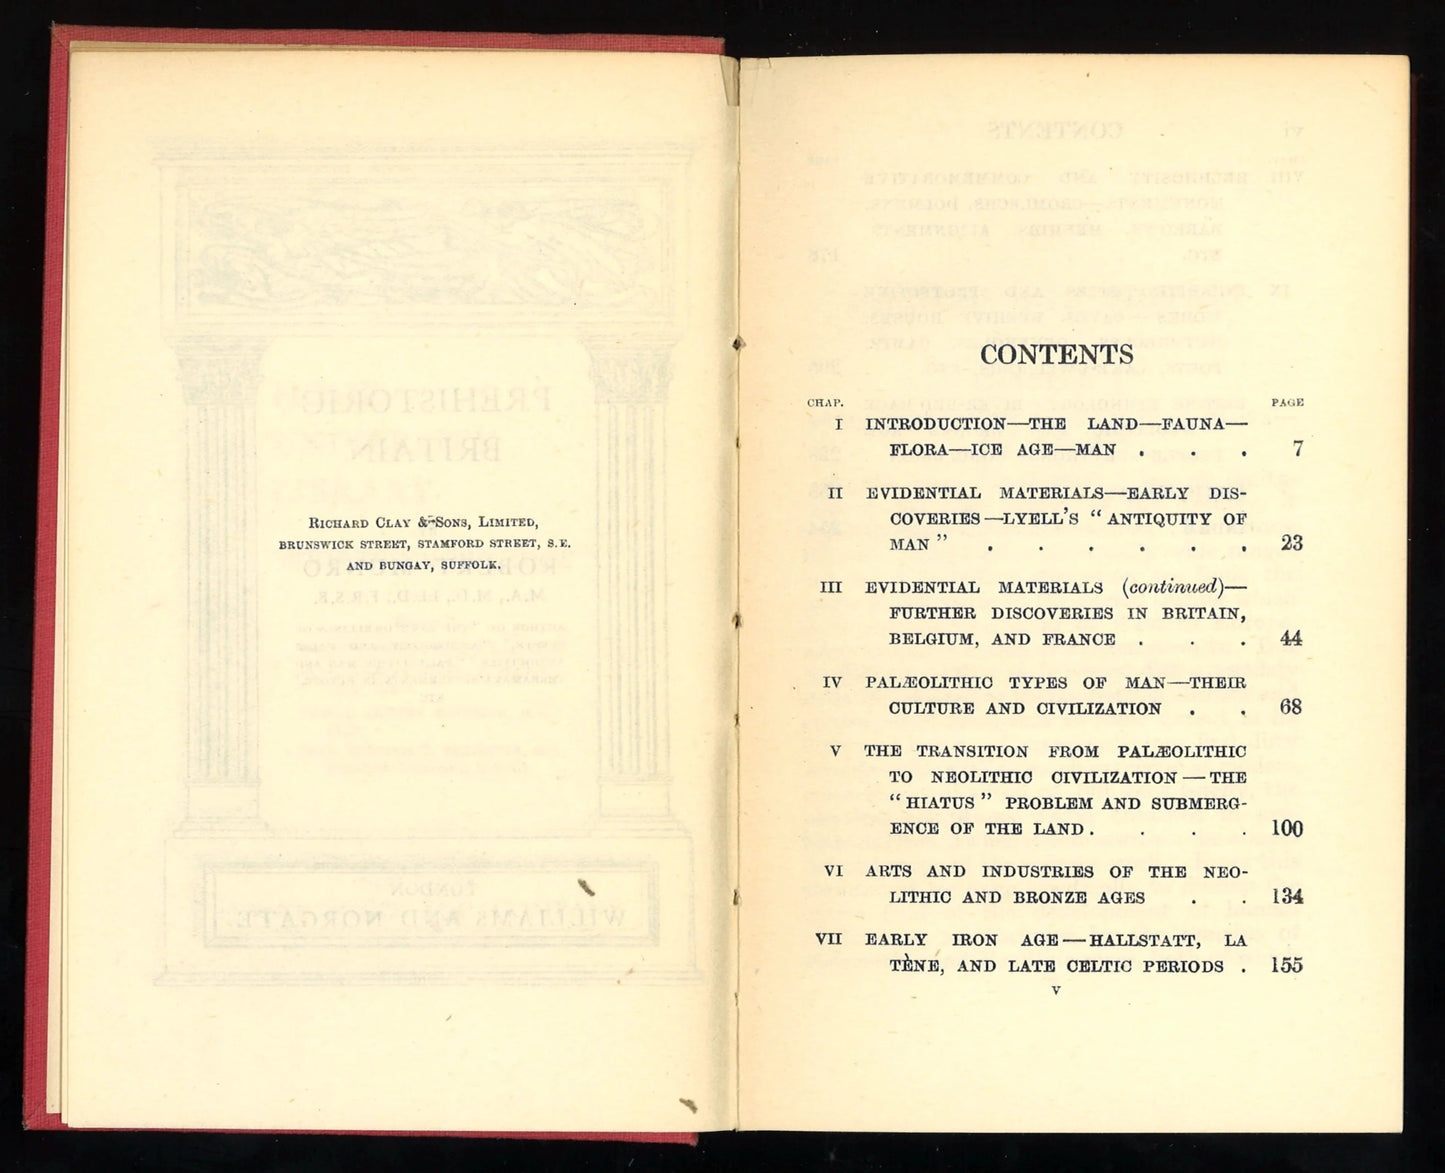 RICHARD CLAY & SONS, LIMITED,
BRUNSWICK STREET, STAMFORD STREET, S.E.
AND BUNGAY, SUFFOLK.
CONTENTS
CHAP. PAGE
I INTRODUCTION—THE LAND—FAUNA—
FLORA—ICE AGE—MAN . . . 7
II EVIDENTIAL MATERIALS—EARLY DIS-
COVERIES—LYELL'S “ANTIQUITY OF
MAN” . . . . . . 23
III EVIDENTIAL MATERIALS (continued)—
FURTHER DISCOVERIES IN BRITAIN,
BELGIUM, AND FRANCE . . . 44
IV PALÆOLITHIC TYPES OF MAN—THEIR
CULTURE AND CIVILIZATION . . 68
V THE TRANSITION FROM PALÆOLITHIC
TO NEOLITHIC CIVILIZATION—THE
“HIATUS” PROBLEM AND SUBMERG-
ENCE OF THE LAND . . . . 100
VI ARTS AND INDUSTRIES OF THE NEO-
LITHIC AND BRONZE AGES . . 134
VII EARLY IRON AGE—HALLSTATT, LA
TÈNE, AND LATE CELTIC PERIODS . 155
V